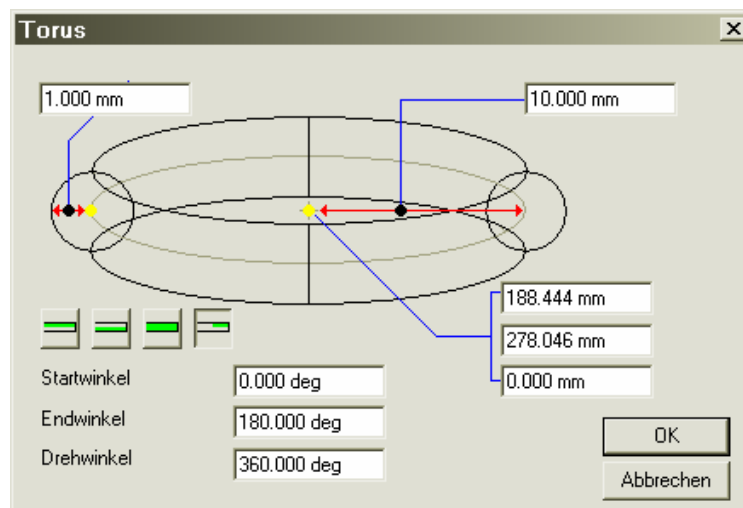 Torus
1.000 mm
10.000 mm
188.444 mm
278.046 mm
0.000 mm
Startwinkel
0.000 deg
Endwinkel
180.000 deg
Drehwinkel
360.000 deg
OK
Abbrechen